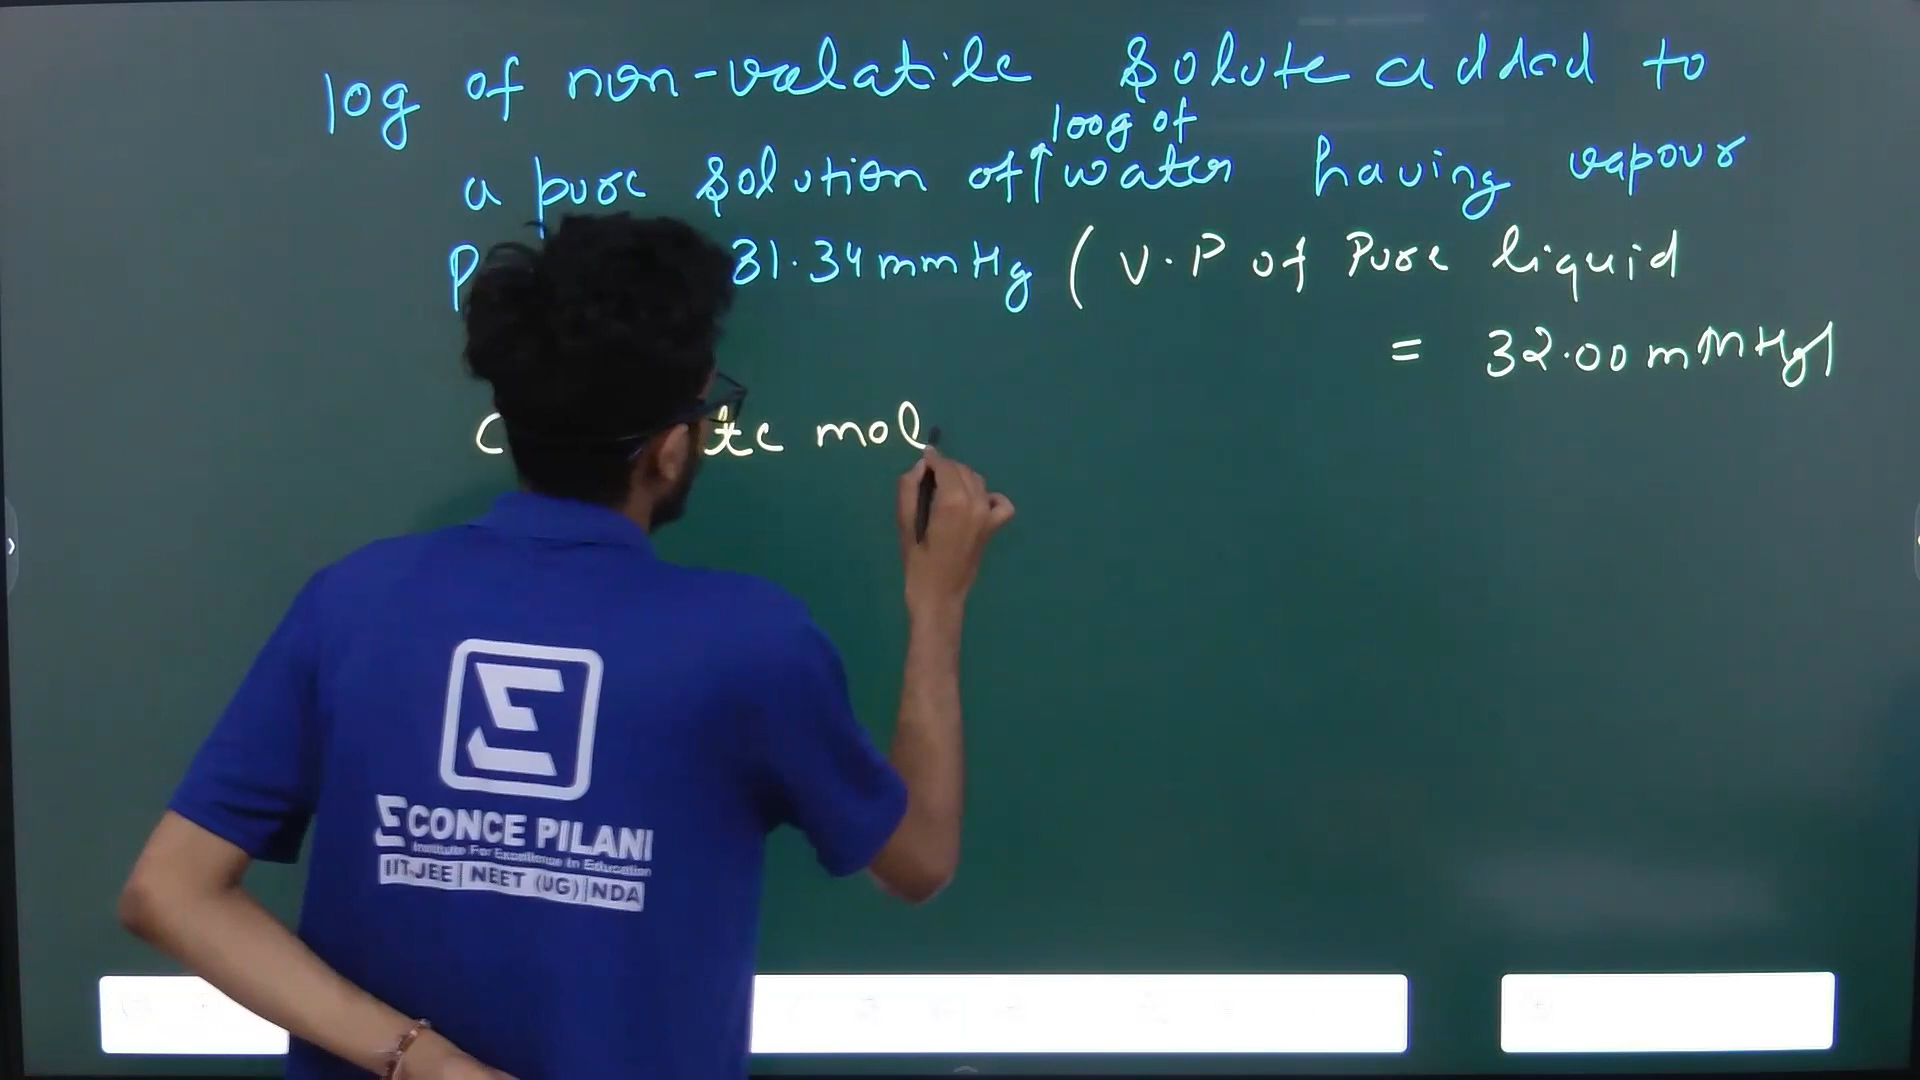 10g of non-volatile solute added to
100g of
a pure solution of water having vapour
P 31.34 mmHg ( V.P of Pure liquid
= 32.00 mmHg)
C te mol
ECONCE PILANI
Institute For Excellence In Education
IIT.JEE | NEET (UG) | NDA